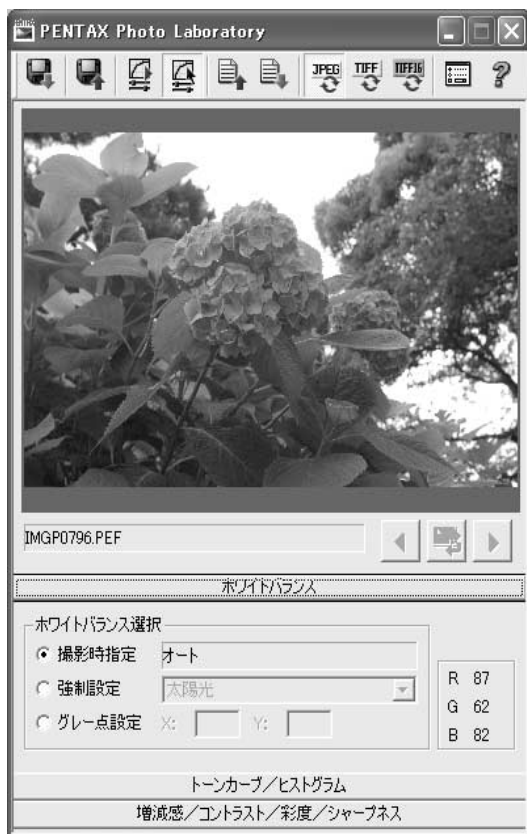 PENTAX Photo Laboratory
JPEG TIFF TIFF16
IMGP0796.PEF
ホワイトバランス
ホワイトバランス選択
撮影時指定 オート
強制設定 太陽光
グレー点設定 X: Y:
R 87
G 62
B 82
トーンカーブ/ヒストグラム
増減感/コントラスト/彩度/シャープネス